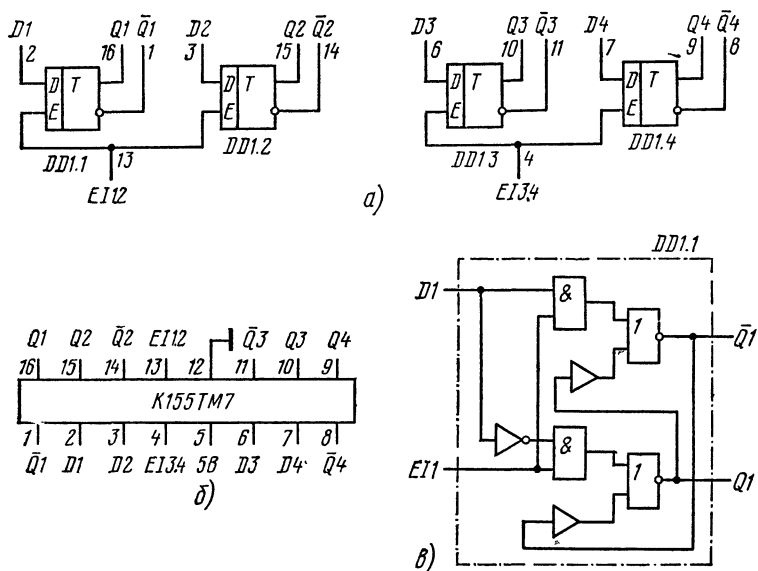 D1 Q1 Q̄1 D2 Q2 Q̄2
2 16 1 3 15 14
D T
E
D T
E
DD1.1 13 DD1.2
EI1.2
D3 Q3 Q̄3 D4 Q4 Q̄4
6 10 11 7 9 8
D T
E
D T
E
DD1 3 4 DD1.4
EI3.4
а)
Q1 Q2 Q̄2 EI1.2 Q̄3 Q3 Q4
16 15 14 13 12 11 10 9
К155ТМ7
1 2 3 4 5 6 7 8
Q̄1 D1 D2 EI3.4 5В D3 D4 Q̄4
б)
DD1.1
D1 & 1 Q̄1
EI1 & 1 Q1
в)